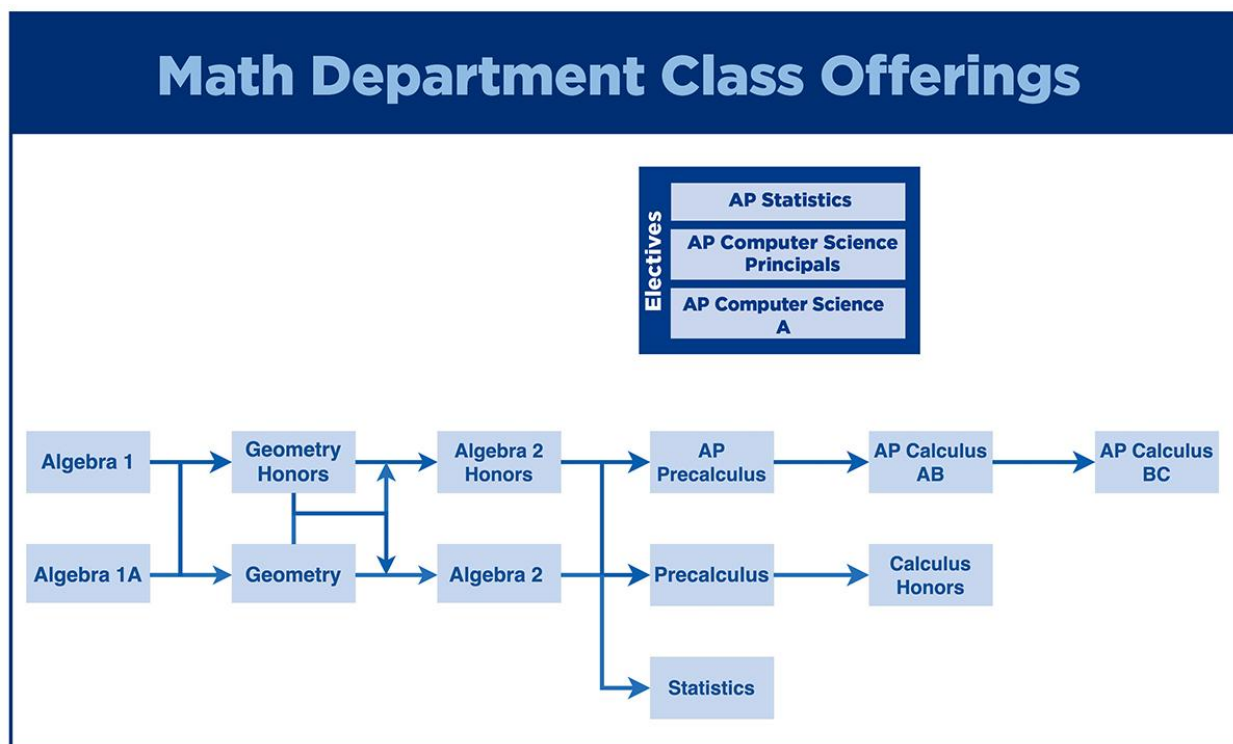 Math Department Class Offerings
Electives
AP Statistics
AP Computer Science
Principals
AP Computer Science
A
Algebra 1
Geometry
Honors
Algebra 2
Honors
AP
Precalculus
AP Calculus
AB
AP Calculus
BC
Algebra 1A
Geometry
Algebra 2
Precalculus
Calculus
Honors
Statistics